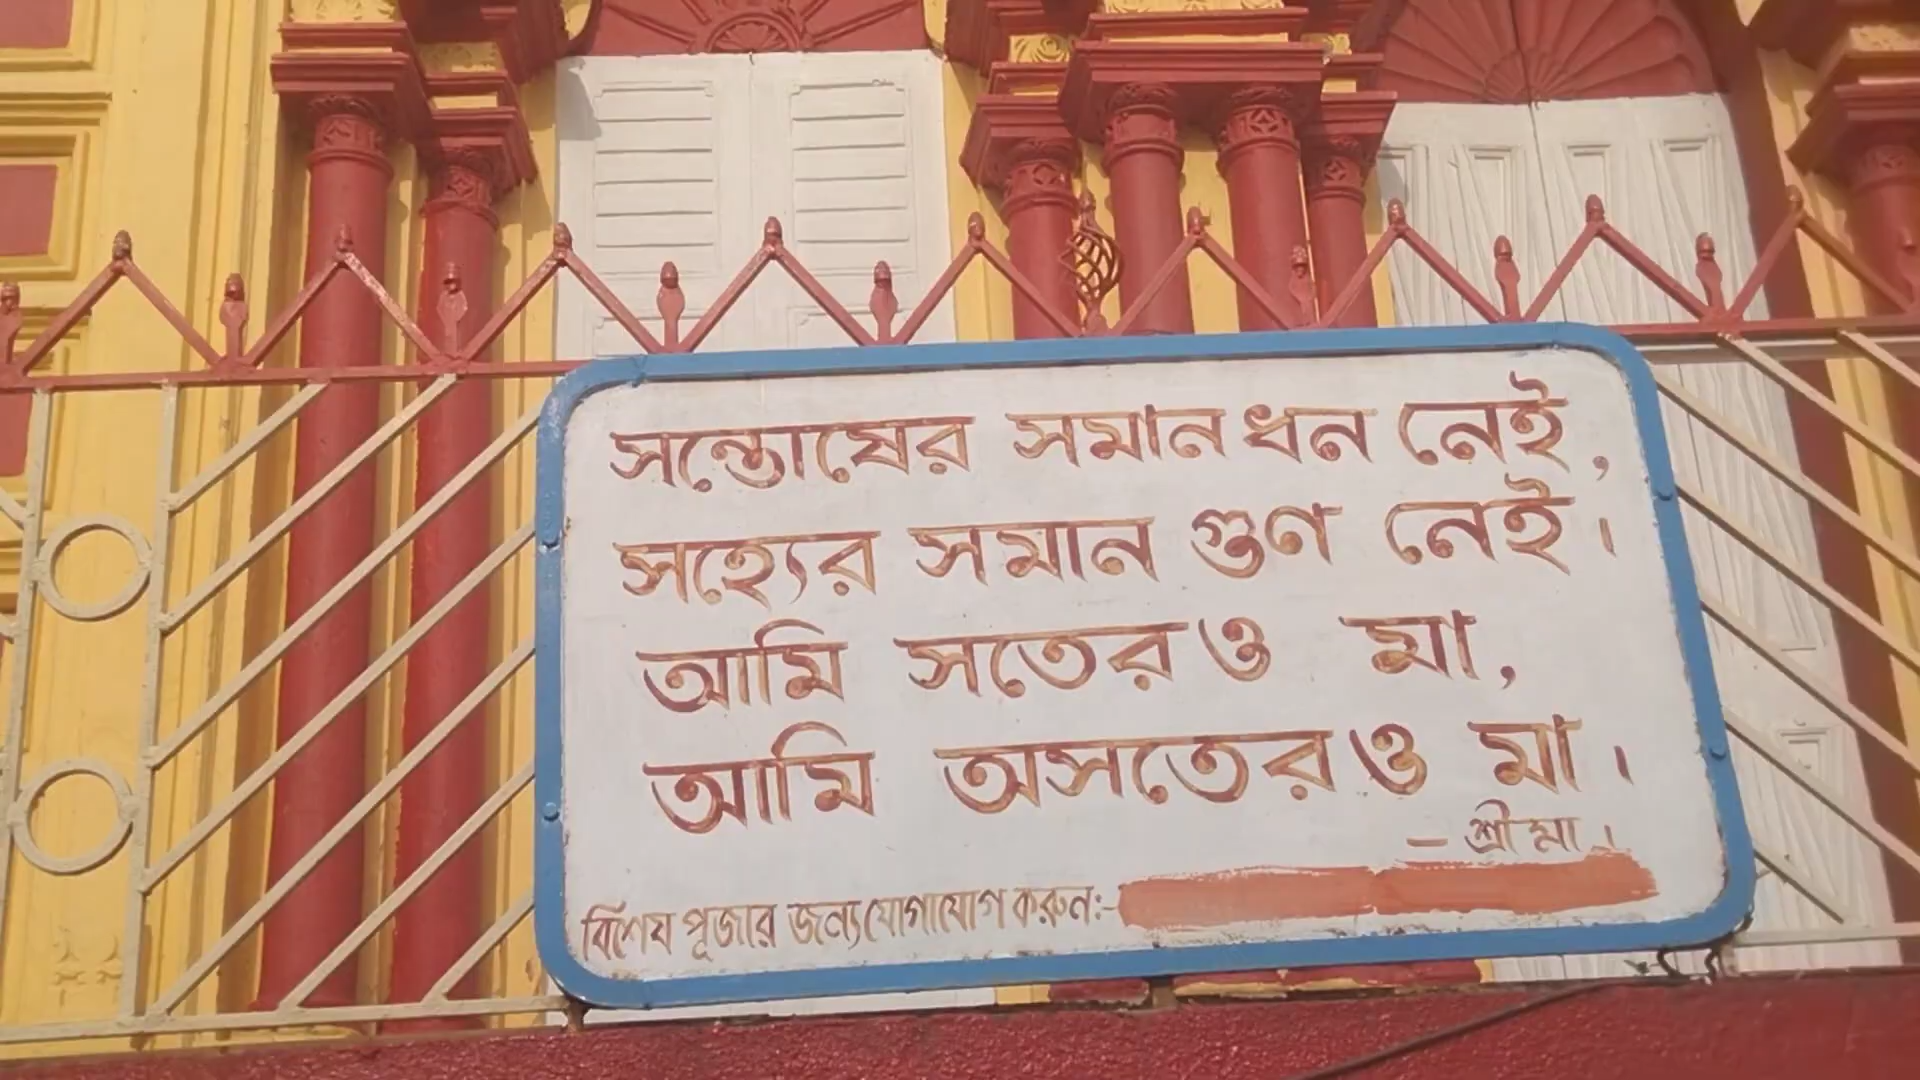 সন্তোষের সমান ধন নেই,
সহ্যের সমান গুণ নেই।
আমি সতেরও মা,
আমি অসতেরও মা।
- শ্রীমা।
বিশেষ পূজার জন্য যোগাযোগ করুন:-